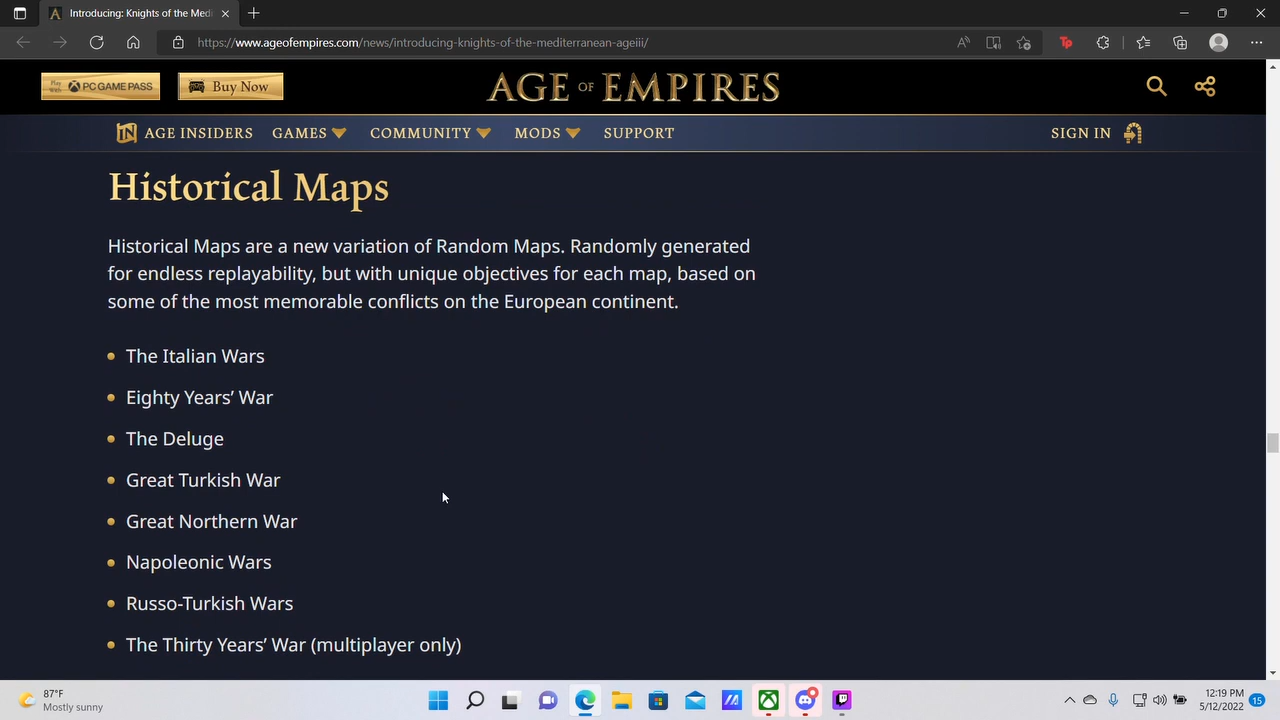 Introducing: Knights of the Medi
https://www.ageofempires.com/news/introducing-knights-of-the-mediterranean-ageiii/
PC GAME PASS
Buy Now
AGE OF EMPIRES
AGE INSIDERS GAMES COMMUNITY MODS SUPPORT SIGN IN
Historical Maps
Historical Maps are a new variation of Random Maps. Randomly generated
for endless replayability, but with unique objectives for each map, based on
some of the most memorable conflicts on the European continent.
The Italian Wars
Eighty Years’ War
The Deluge
Great Turkish War
Great Northern War
Napoleonic Wars
Russo-Turkish Wars
The Thirty Years’ War (multiplayer only)
87°F
Mostly sunny
12:19 PM
5/12/2022
15